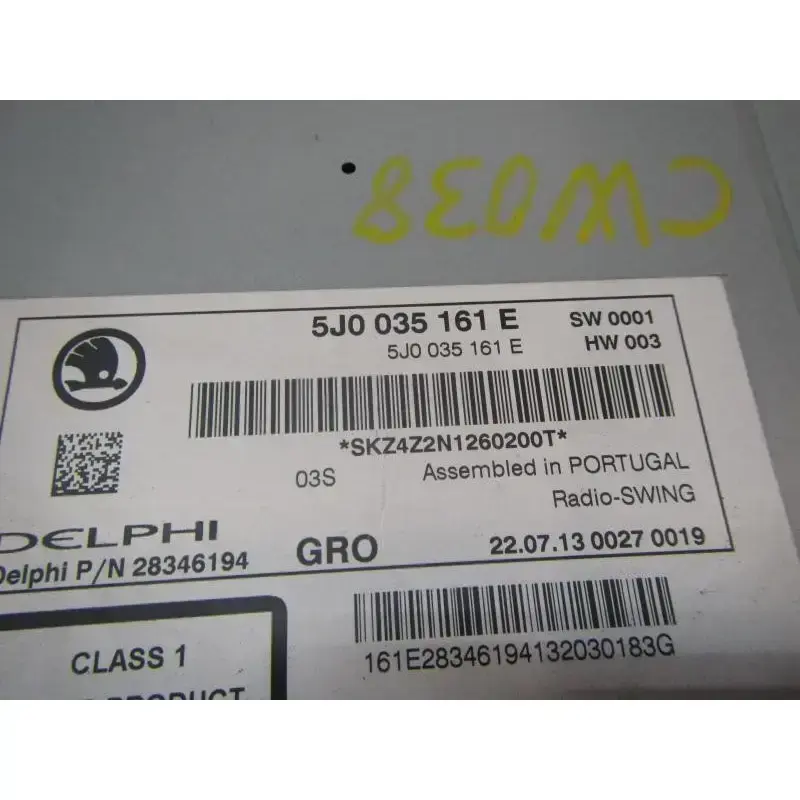 CW038
5J0 035 161 E SW 0001
5J0 035 161 E HW 003
*SKZ4Z2N1260200T*
03S Assembled in PORTUGAL
Radio-SWING
DELPHI
Delphi P/N 28346194 GRO 22.07.13 0027 0019
161E28346194132030183G
CLASS 1
PRODUCT